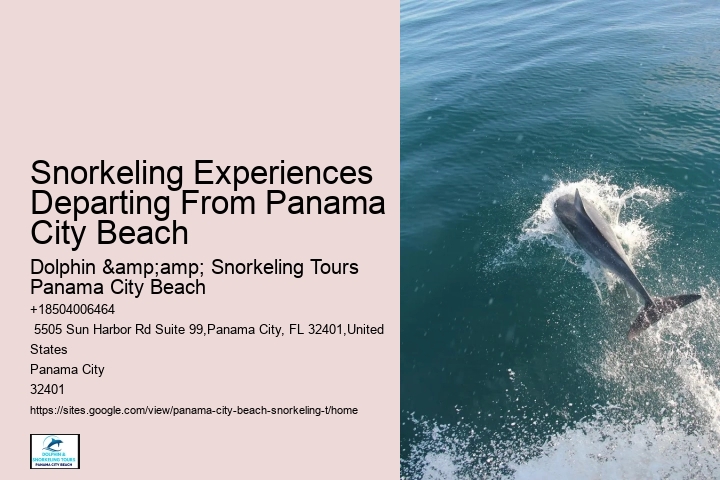 Snorkeling Experiences
Departing From Panama
City Beach
Dolphin &amp;amp; Snorkeling Tours
Panama City Beach
+18504006464
5505 Sun Harbor Rd Suite 99,Panama City, FL 32401,United
States
Panama City
32401
https://sites.google.com/view/panama-city-beach-snorkeling-t/home
DOLPHIN &
SNORKELING TOURS
PANAMA CITY BEACH